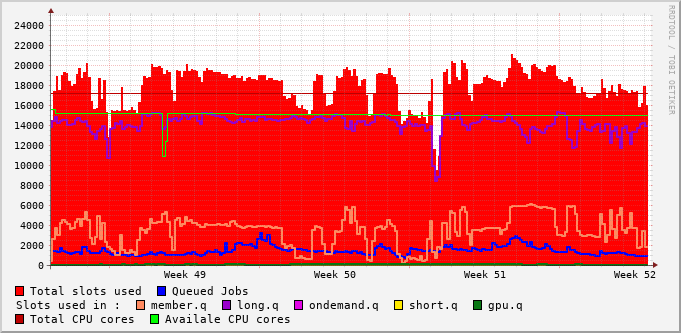 24000
22000
20000
18000
16000
14000
12000
10000
8000
6000
4000
2000
0
Week 49 Week 50 Week 51 Week 52
RRDTOOL / TOBI OETIKER
Total slots used Queued Jobs
Slots used in : member.q long.q ondemand.q short.q gpu.q
Total CPU cores Availale CPU cores